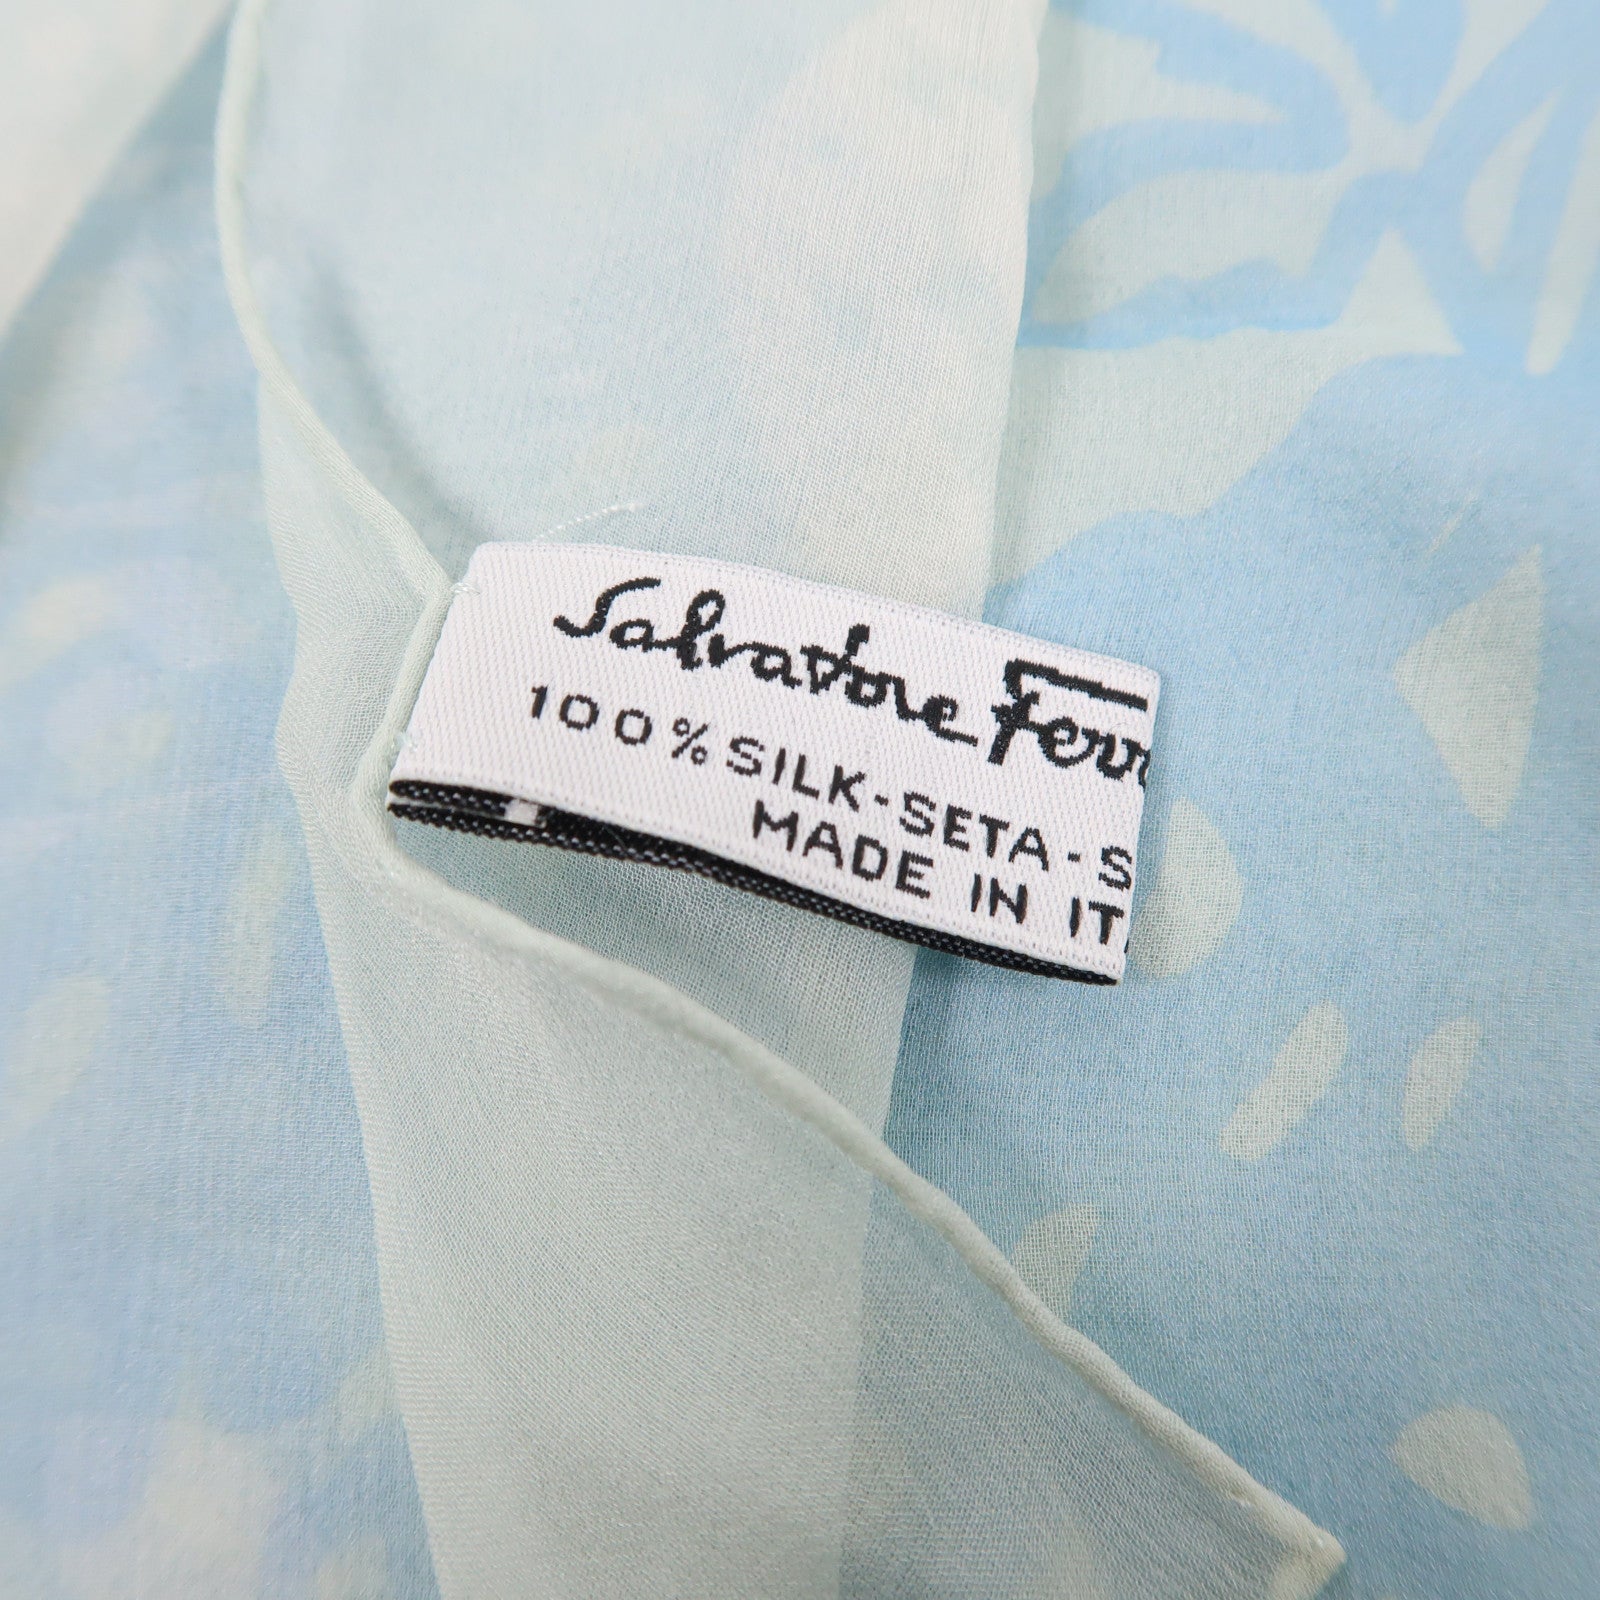 Salvatore Ferr
100% SILK-SETA-S
MADE IN IT